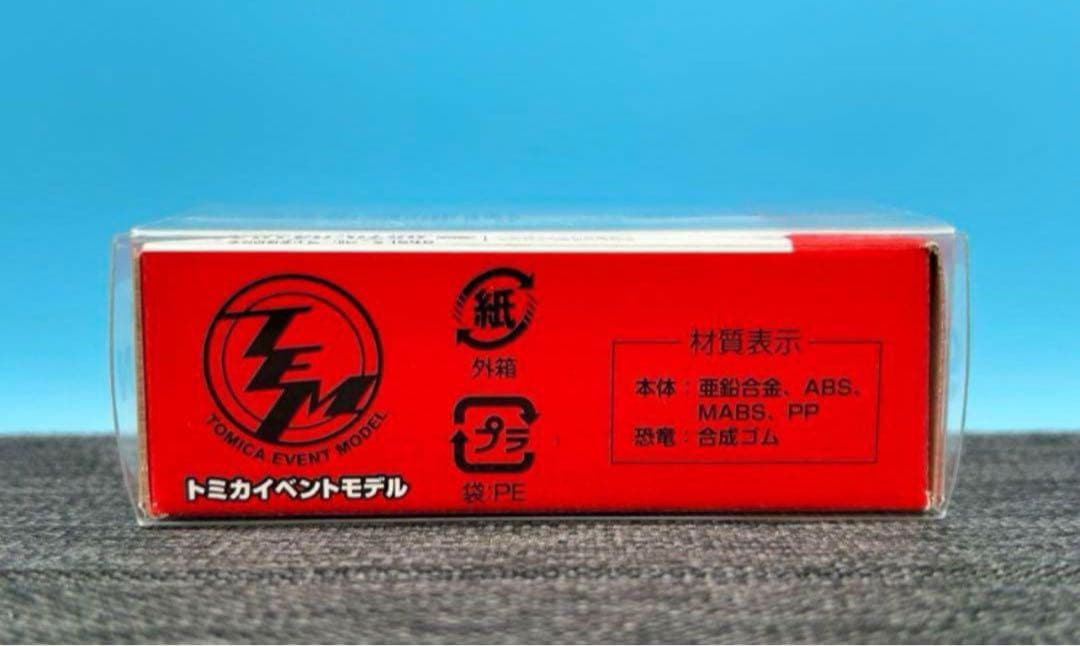 TEM
TOMICA EVENT MODEL
トミカイベントモデル
紙
外箱
プラ
袋:PE
材質表示
本体：亜鉛合金、ABS、
MABS、PP
恐竜：合成ゴム